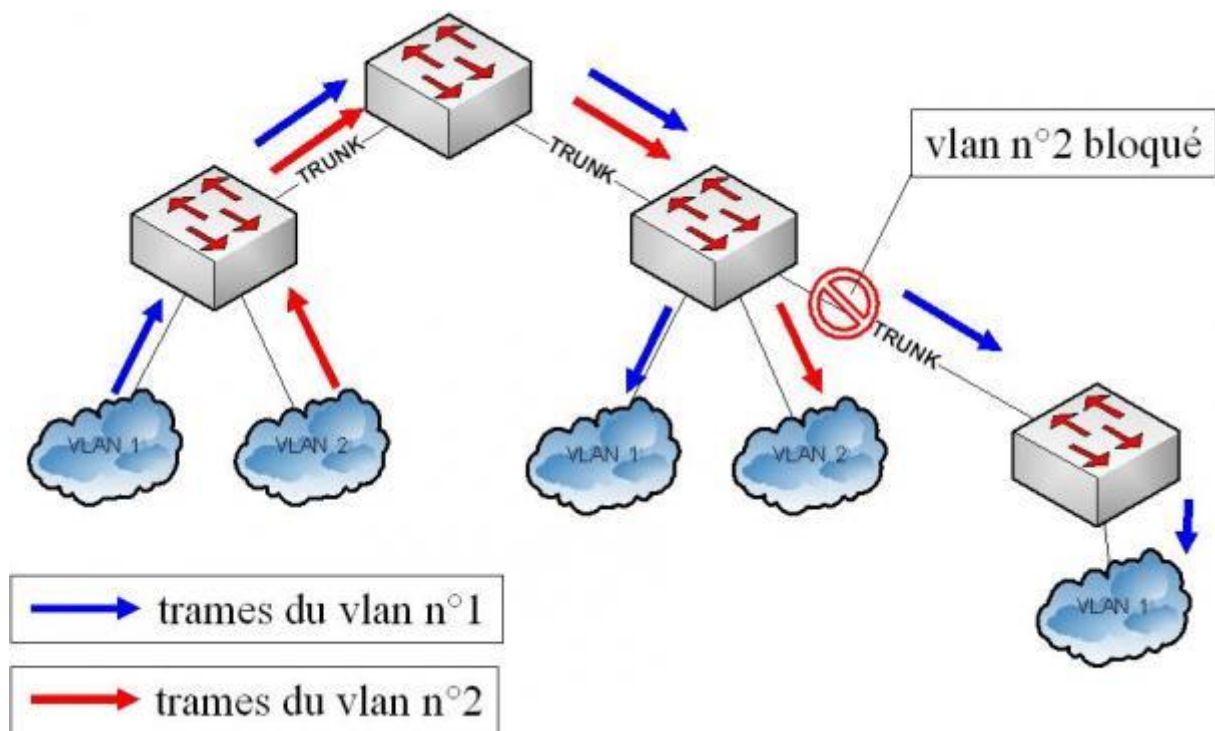 TRUNK
TRUNK
vlan n°2 bloqué
TRUNK
VLAN 1
VLAN 2
VLAN 1
VLAN 2
VLAN 1
trames du vlan n°1
trames du vlan n°2